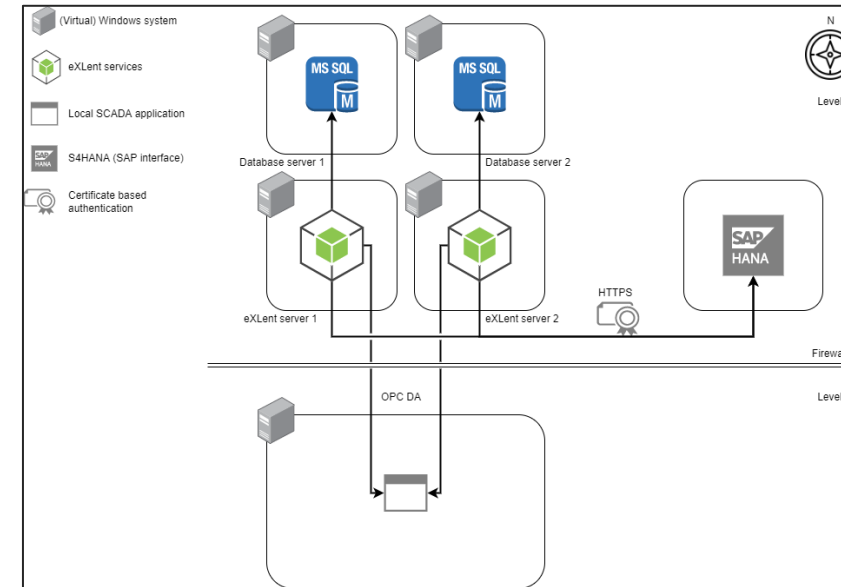 (Virtual) Windows system
N
eXLent services
MS SQL
M
MS SQL
M
Level
Local SCADA application
SAP
HANA
S4HANA (SAP interface)
Database server 1
Database server 2
Certificate based
authentication
SAP
HANA
HTTPS
eXLent server 1
eXLent server 2
Firewa
OPC DA
Level